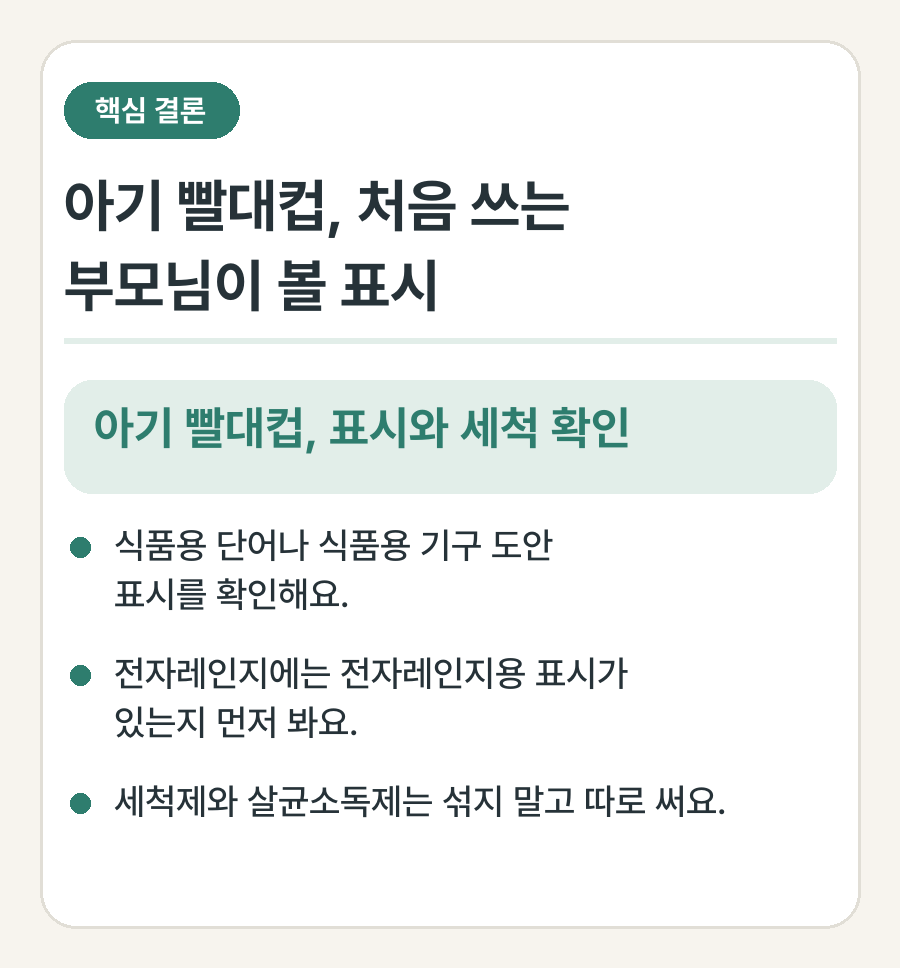 핵심 결론
아기 빨대컵, 처음 쓰는
부모님이 볼 표시
아기 빨대컵, 표시와 세척 확인
식품용 단어나 식품용 기구 도안
표시를 확인해요.
전자레인지에는 전자레인지용 표시가
있는지 먼저 봐요.
세척제와 살균소독제는 섞지 말고 따로 써요.